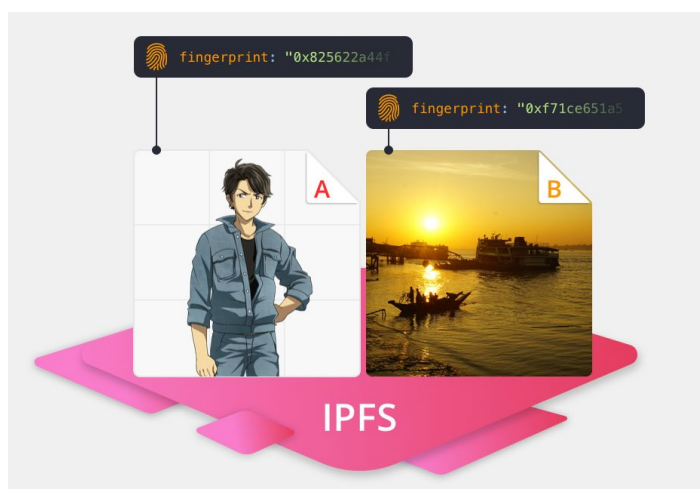 fingerprint: "0x825622a44f
fingerprint: "0xf71ce651a5
A
B
IPFS